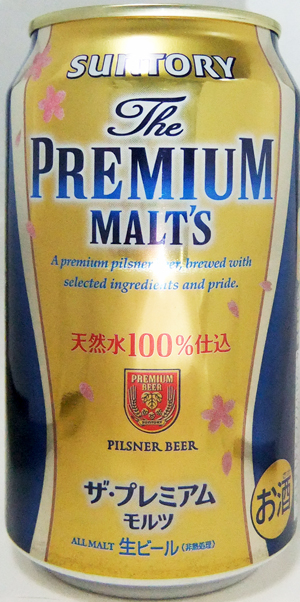 SUNTORY
The
PREMIUM
MALT'S
A premium pilsner beer, brewed with
selected ingredients and pride.
天然水100%仕込
PREMIUM
BEER
SUNTORY
PILSNER BEER
ザ・プレミアム
モルツ
お酒
ALL MALT 生ビール(非熱処理)